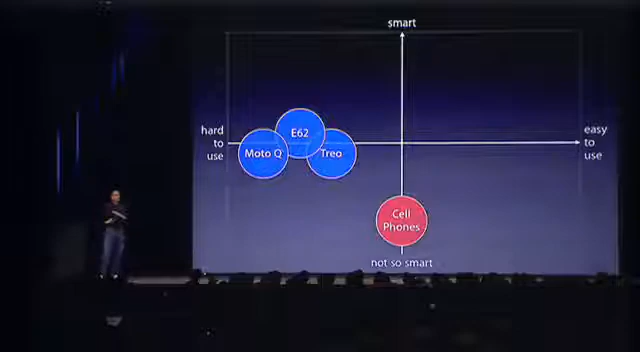 smart
hard
to
use
easy
to
use
E62
Moto Q
Treo
Cell
Phones
not so smart